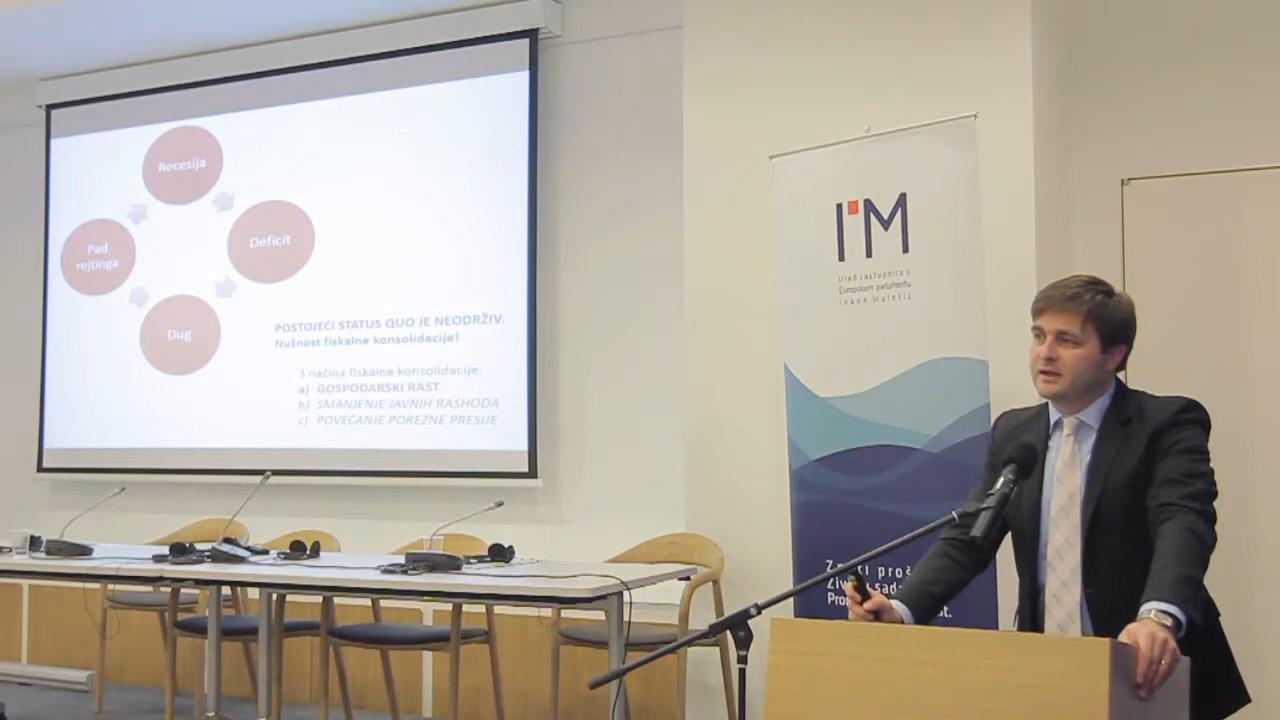 Recesija
Deficit
Pad
rejtinga
Dug
POSTOJEĆI STATUS QUO JE NEODRŽIV.
Nužnost fiskalne konsolidacije!
3 načina fiskalne konsolidacije:
a) GOSPODARSKI RAST
b) SMANJENJE JAVNIH RASHODA
c) POVEĆANJE POREZNE PRESIJE
I'M
Ured zastupnice u
Europskom parlamentu
Ivane Maletić